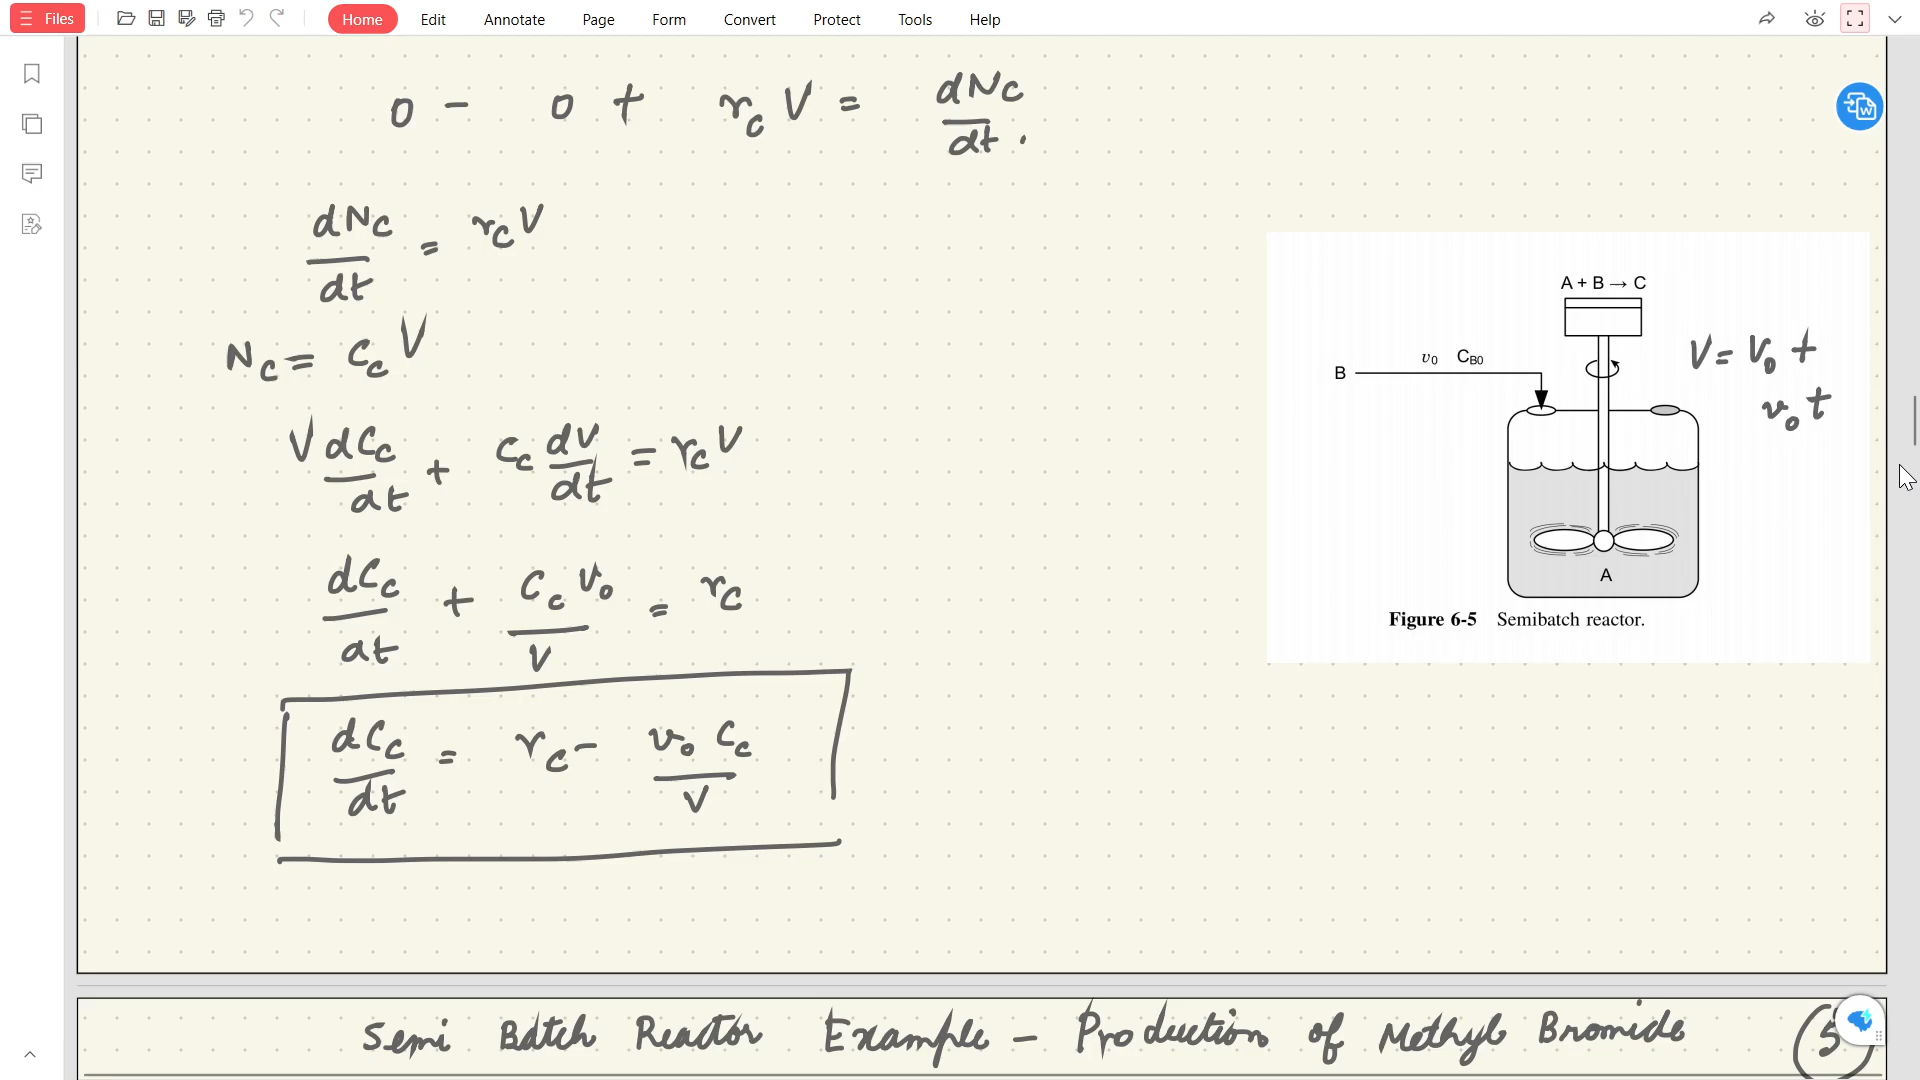 Files Home Edit Annotate Page Form Convert Protect Tools Help
0 - 0 + r_c V = dN_c/dt .
dN_c/dt = r_c V
N_c = C_c V
V dC_c/dt + C_c dV/dt = r_c V
dC_c/dt + C_c v_0/V = r_c
dC_c/dt = r_c - v_0 C_c/V
A + B → C
B v_0 C_B0
V = V_0 +
v_0 t
A
Figure 6-5 Semibatch reactor.
W
Semi Batch Reactor Example - Production of Methyl Bromide 5